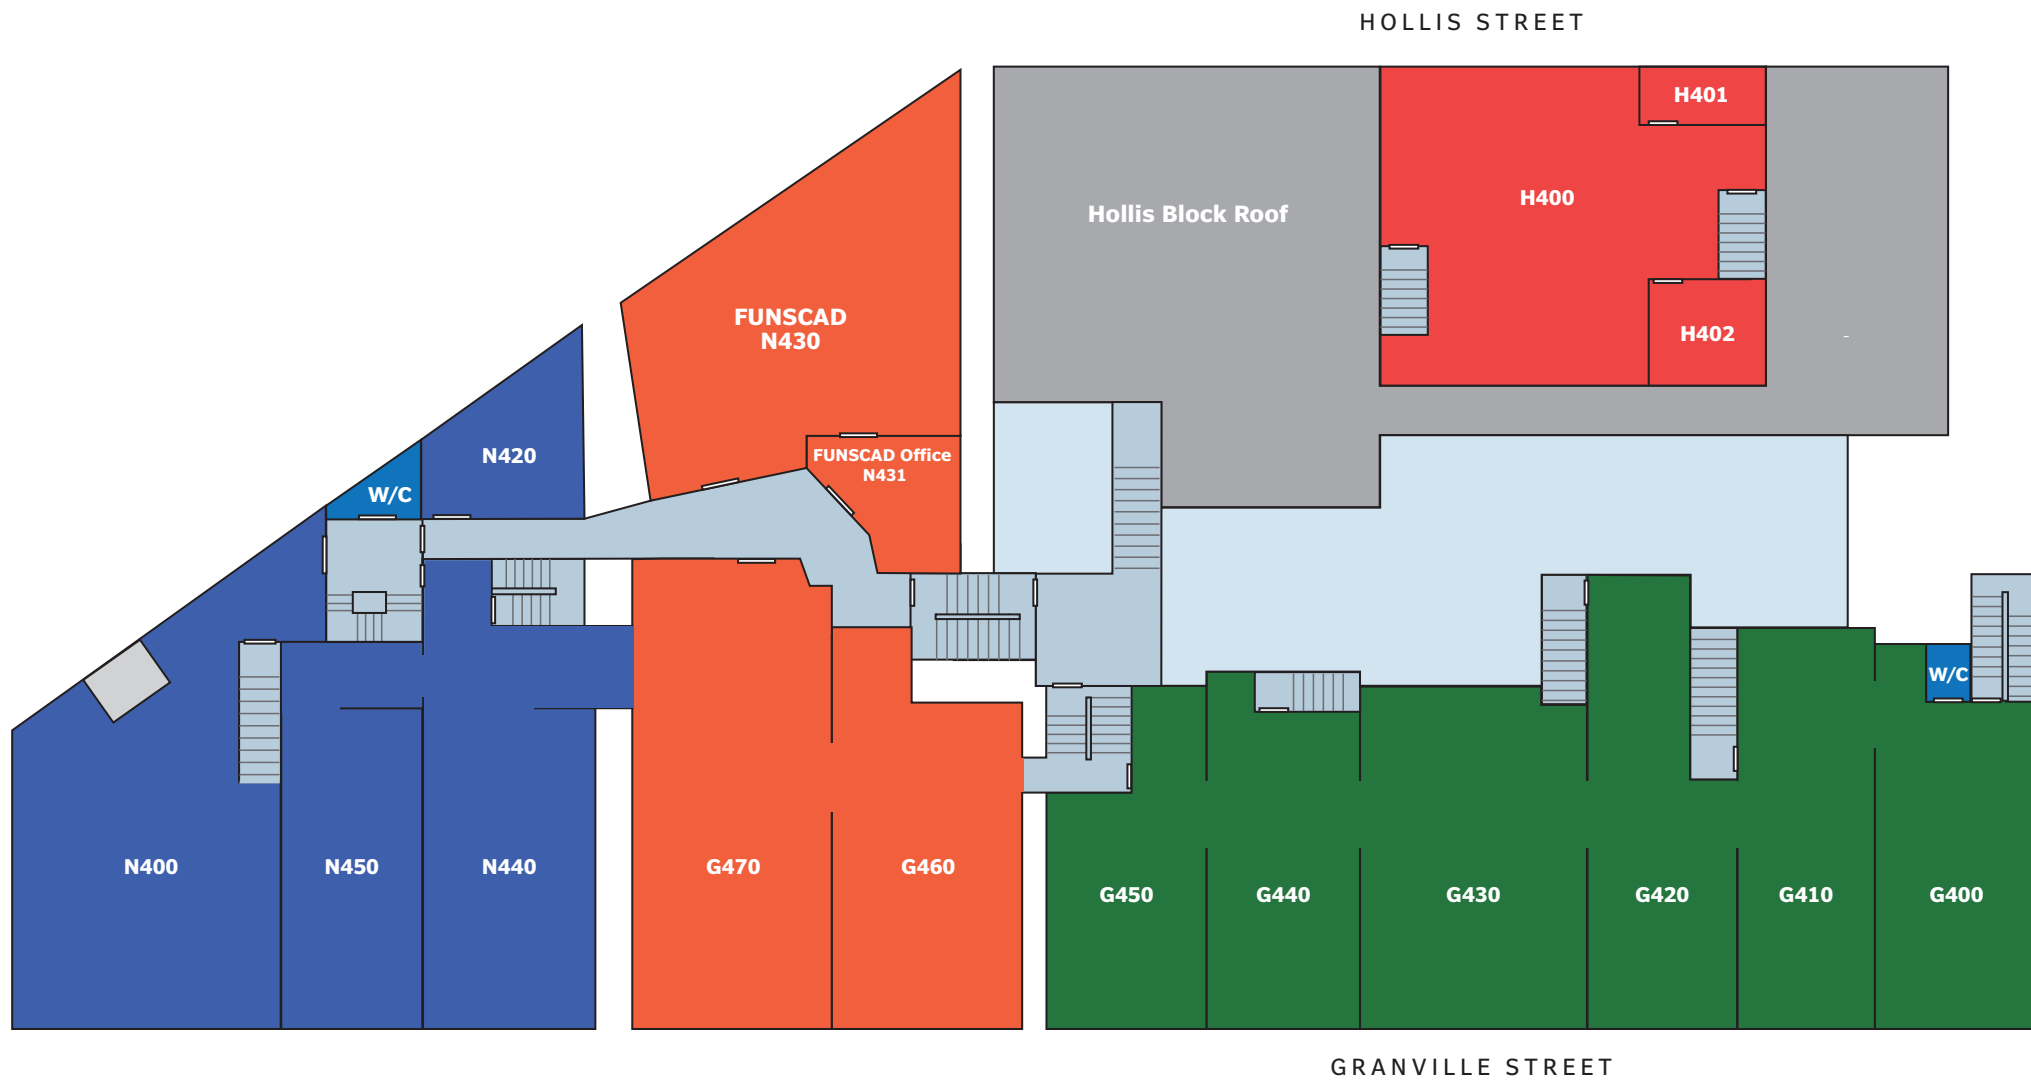 HOLLIS STREET
H401
H400
Hollis Block Roof
FUNSCAD
N430
H402
N420
FUNSCAD Office
N431
W/C
W/C
N400
N450
N440
G470
G460
G450
G440
G430
G420
G410
G400
GRANVILLE STREET